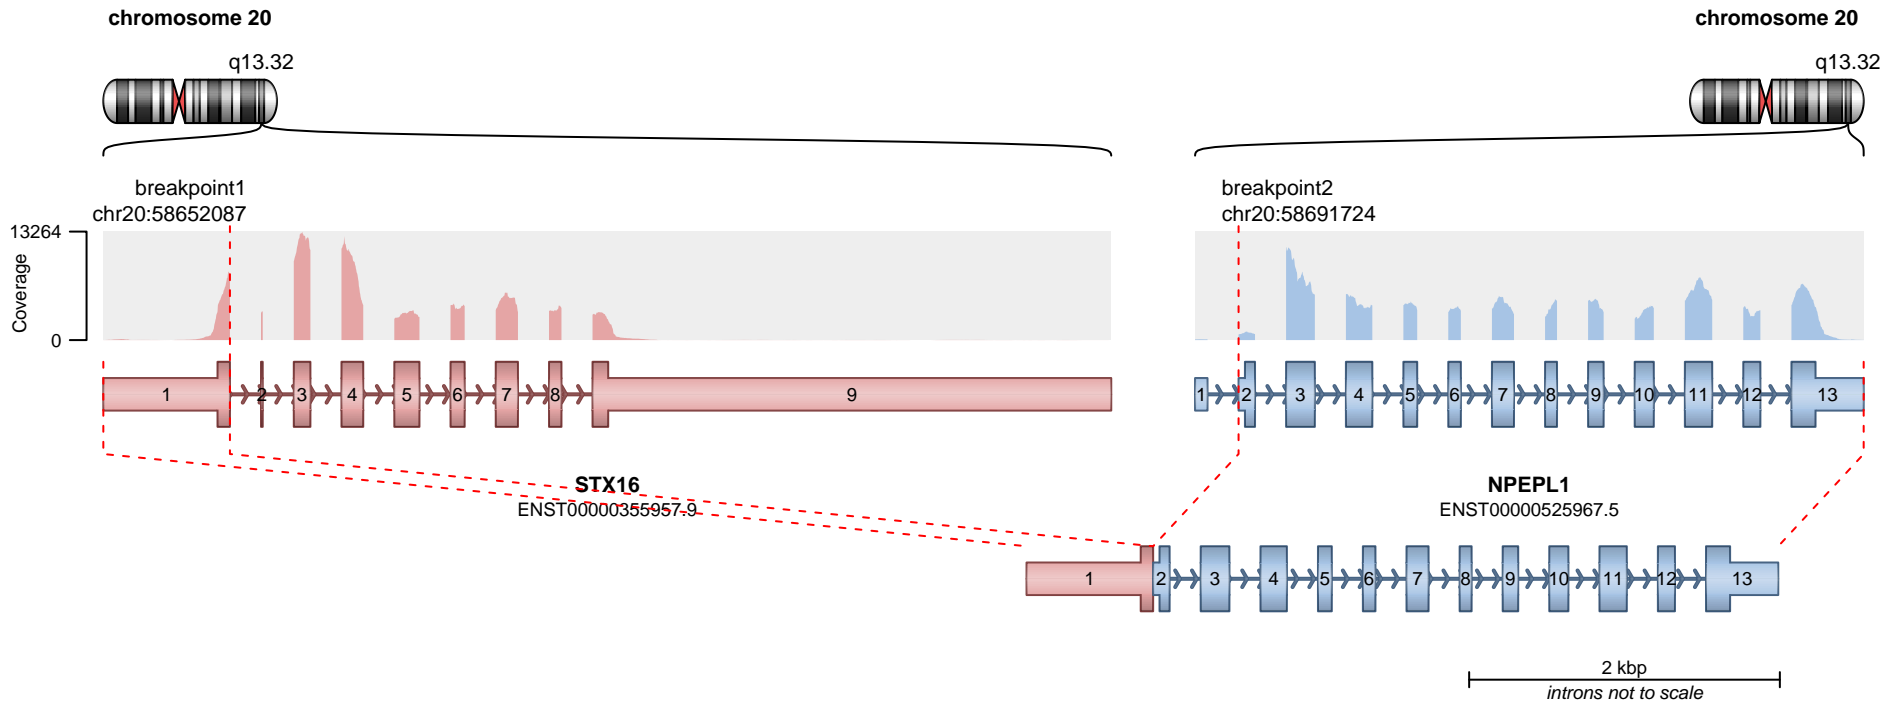 chromosome 20
chromosome 20
q13.32
q13.32
breakpoint1
chr20:58652087
breakpoint2
chr20:58691724
13264
Coverage
0
1 2 3 4 5 6 7 8 9
1 2 3 4 5 6 7 8 9 10 11 12 13
STX16
ENST00000355957.9
NPEPL1
ENST00000525967.5
1 2 3 4 5 6 7 8 9 10 11 12 13
2 kbp
introns not to scale